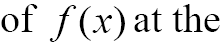 of f(x) at the